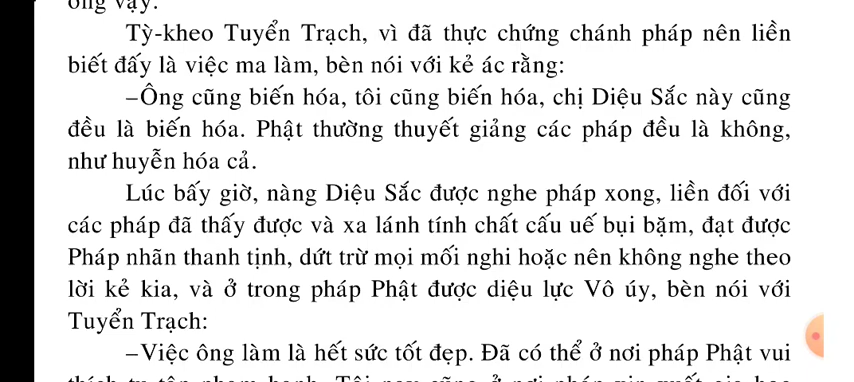 ông vậy.
Tỳ-kheo Tuyển Trạch, vì đã thực chứng chánh pháp nên liền
biết đấy là việc ma làm, bèn nói với kẻ ác rằng:
–Ông cũng biến hóa, tôi cũng biến hóa, chị Diệu Sắc này cũng
đều là biến hóa. Phật thường thuyết giảng các pháp đều là không,
như huyễn hóa cả.
Lúc bấy giờ, nàng Diệu Sắc được nghe pháp xong, liền đối với
các pháp đã thấy được và xa lánh tính chất cấu uế bụi bặm, đạt được
Pháp nhãn thanh tịnh, dứt trừ mọi mối nghi hoặc nên không nghe theo
lời kẻ kia, và ở trong pháp Phật được diệu lực Vô úy, bèn nói với
Tuyển Trạch:
–Việc ông làm là hết sức tốt đẹp. Đã có thể ở nơi pháp Phật vui